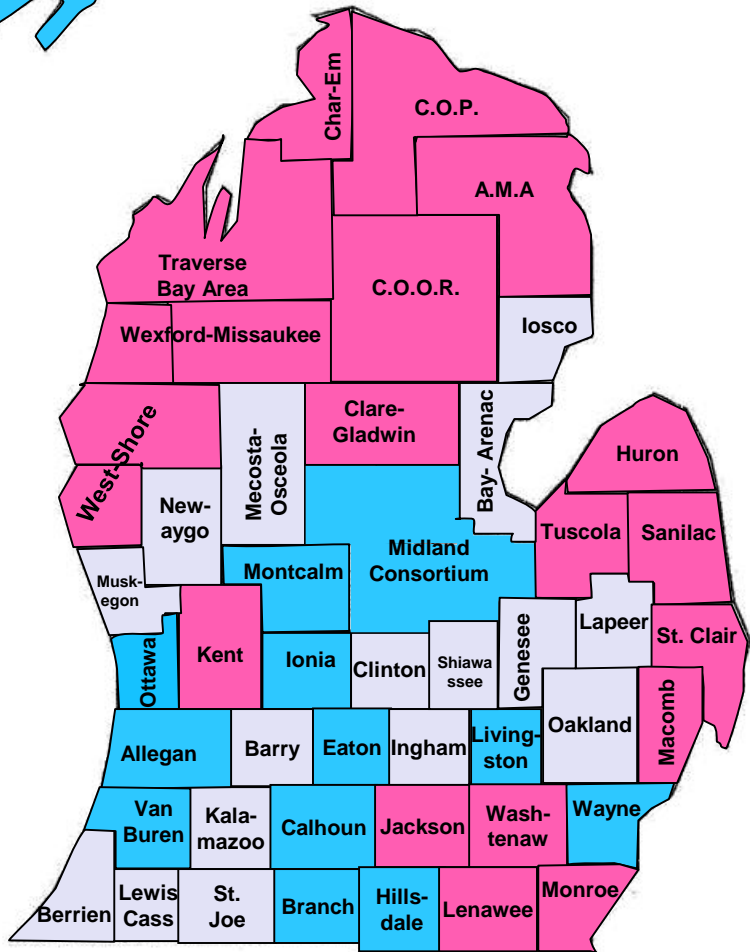 Char-Em
C.O.P.
A.M.A
Traverse
Bay Area
C.O.O.R.
Iosco
Wexford-Missaukee
West-Shore
Mecosta-
Osceola
Clare-
Gladwin
Bay- Arenac
Huron
New-
aygo
Tuscola
Sanilac
Midland
Consortium
Montcalm
Musk-
egon
Ottawa
Kent
Ionia
Clinton
Shiawa
ssee
Genesee
Lapeer
St. Clair
Macomb
Allegan
Barry
Eaton
Ingham
Living-
ston
Oakland
Van
Buren
Kala-
mazoo
Calhoun
Jackson
Wash-
tenaw
Wayne
Berrien
Lewis
Cass
St.
Joe
Branch
Hills-
dale
Lenawee
Monroe